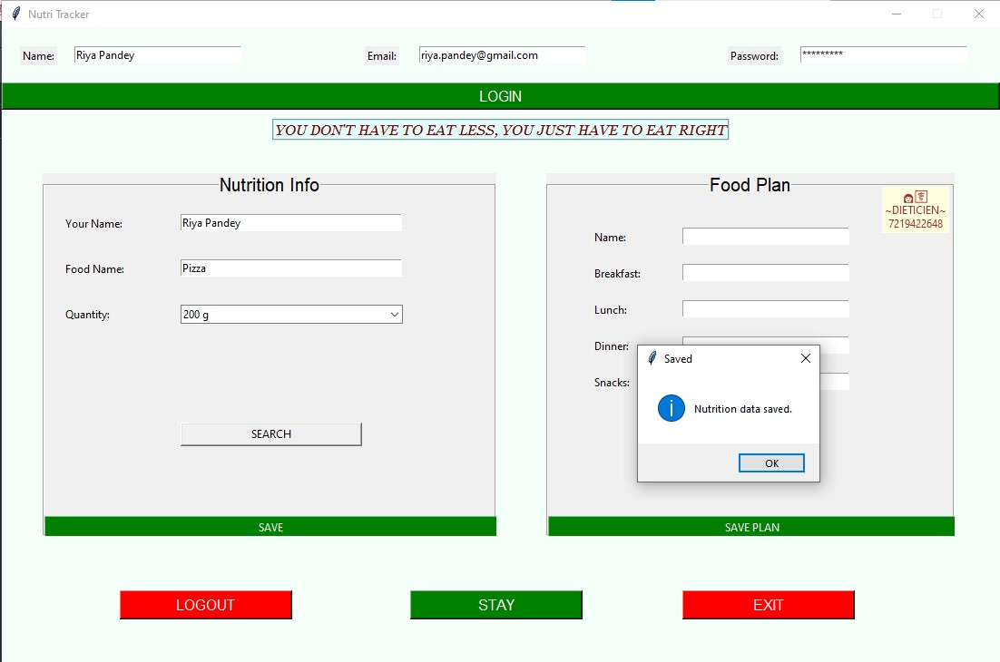 Nutri Tracker
Name: Riya Pandey Email: riya.pandey@gmail.com Password: *********
LOGIN
YOU DON'T HAVE TO EAT LESS, YOU JUST HAVE TO EAT RIGHT
Nutrition Info
Your Name: Riya Pandey
Food Name: Pizza
Quantity: 200 g
SEARCH
SAVE
Food Plan
~DIETICIEN~
7219422648
Name:
Breakfast:
Lunch:
Dinner:
Snacks:
SAVE PLAN
Saved
Nutrition data saved.
OK
LOGOUT STAY EXIT